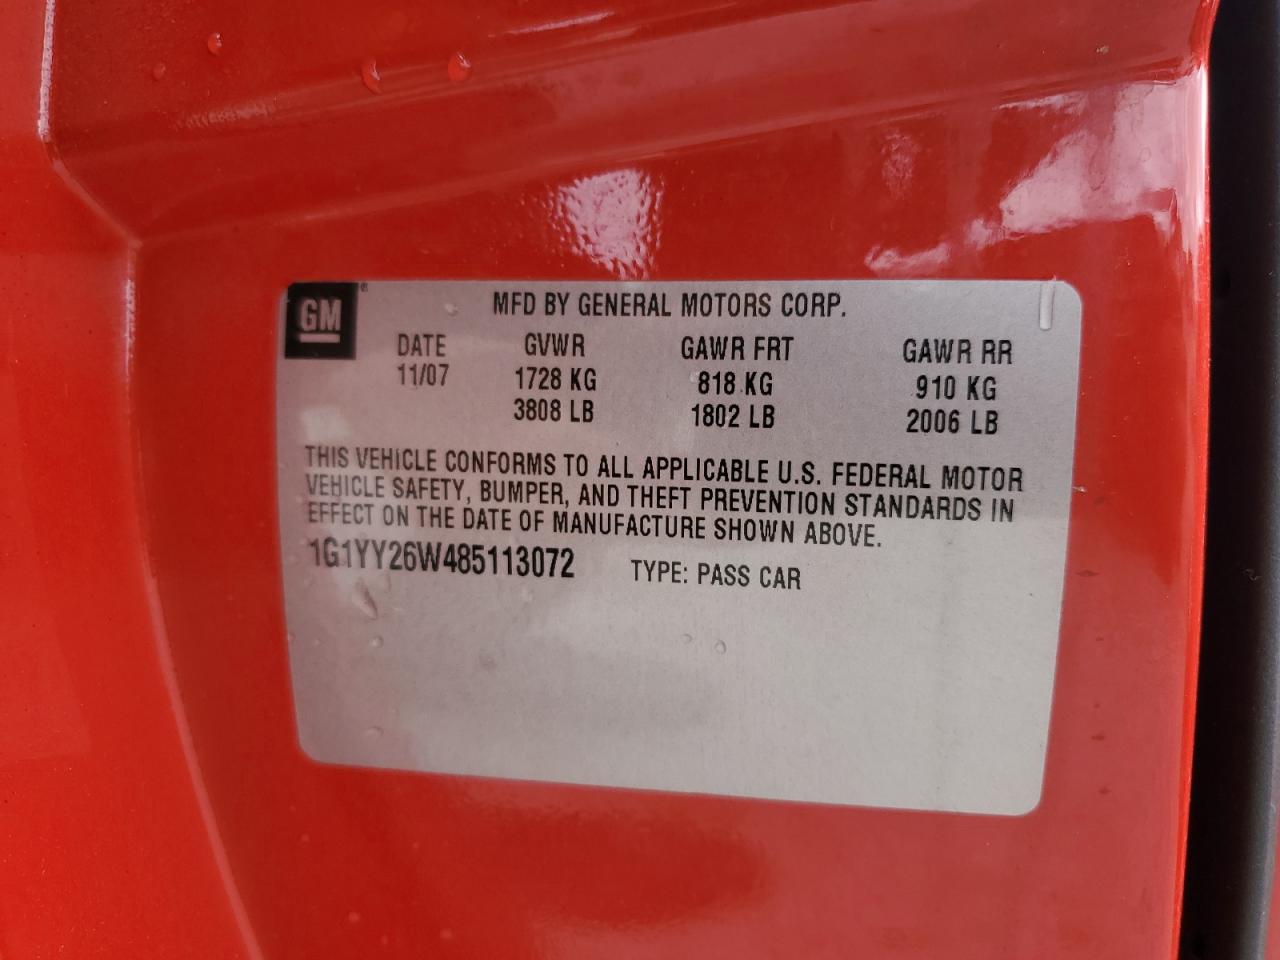 GM ®
MFD BY GENERAL MOTORS CORP.
DATE GVWR GAWR FRT GAWR RR
11/07 1728 KG 818 KG 910 KG
3808 LB 1802 LB 2006 LB
THIS VEHICLE CONFORMS TO ALL APPLICABLE U.S. FEDERAL MOTOR
VEHICLE SAFETY, BUMPER, AND THEFT PREVENTION STANDARDS IN
EFFECT ON THE DATE OF MANUFACTURE SHOWN ABOVE.
1G1YY26W485113072 TYPE: PASS CAR